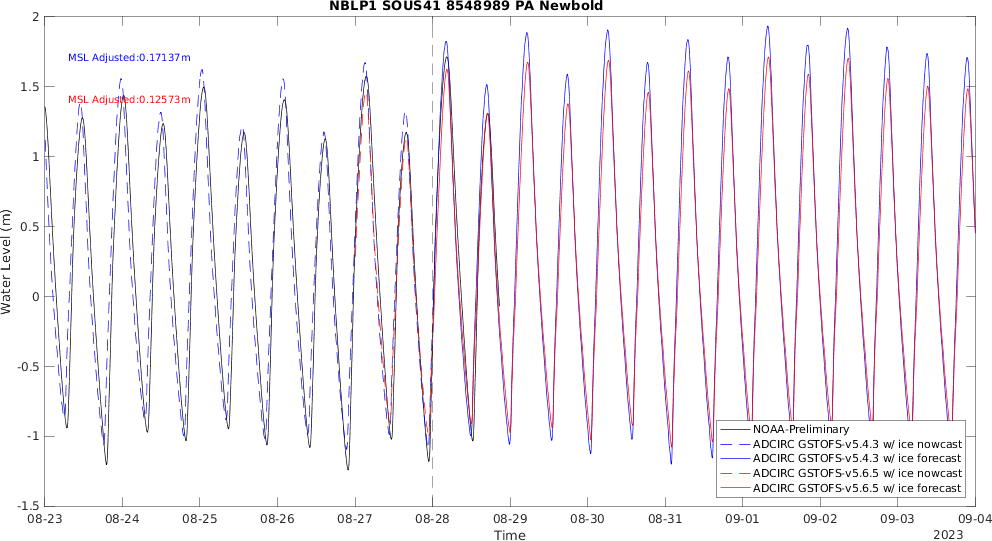 NBLP1 SOUS41 8548989 PA Newbold
2
1.5
1
0.5
0
-0.5
-1
-1.5
Water Level (m)
MSL Adjusted:0.17137m
MSL Adjusted:0.12573m
NOAA-Preliminary
ADCIRC GSTOFS-v5.4.3 w/ ice nowcast
ADCIRC GSTOFS-v5.4.3 w/ ice forecast
ADCIRC GSTOFS-v5.6.5 w/ ice nowcast
ADCIRC GSTOFS-v5.6.5 w/ ice forecast
08-23 08-24 08-25 08-26 08-27 08-28 08-29 08-30 08-31 09-01 09-02 09-03 09-04
Time
2023